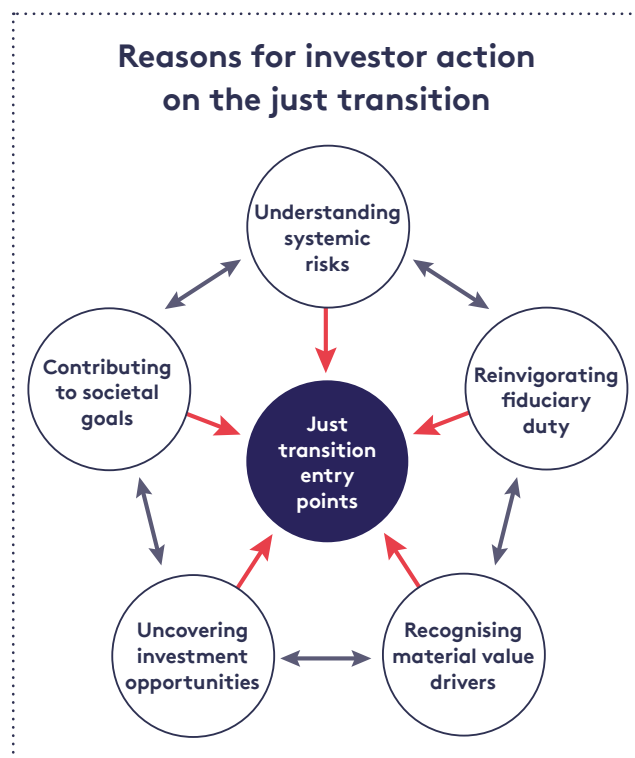 Reasons for investor action
on the just transition
Understanding
systemic
risks
Contributing
to societal
goals
Reinvigorating
fiduciary
duty
Just
transition
entry
points
Uncovering
investment
opportunities
Recognising
material value
drivers